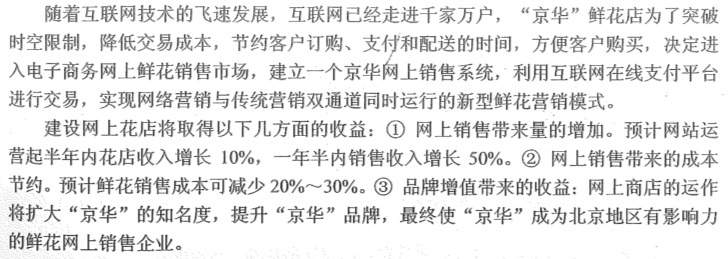 随着互联网技术的飞速发展，互联网已经走进千家万户，“京华”鲜花店为了突破
时空限制，降低交易成本，节约客户订购、支付和配送的时间，方便客户购买，决定进
入电子商务网上鲜花销售市场，建立一个京华网上销售系统，利用互联网在线支付平台
进行交易，实现网络营销与传统营销双通道同时运行的新型鲜花营销模式。
建设网上花店将取得以下几方面的收益：① 网上销售带来量的增加。预计网站运
营起半年内花店收入增长 10%，一年半内销售收入增长 50%。② 网上销售带来的成本
节约。预计鲜花销售成本可减少 20%～30%。③ 品牌增值带来的收益：网上商店的运作
将扩大“京华”的知名度，提升“京华”品牌，最终使“京华”成为北京地区有影响力
的鲜花网上销售企业。